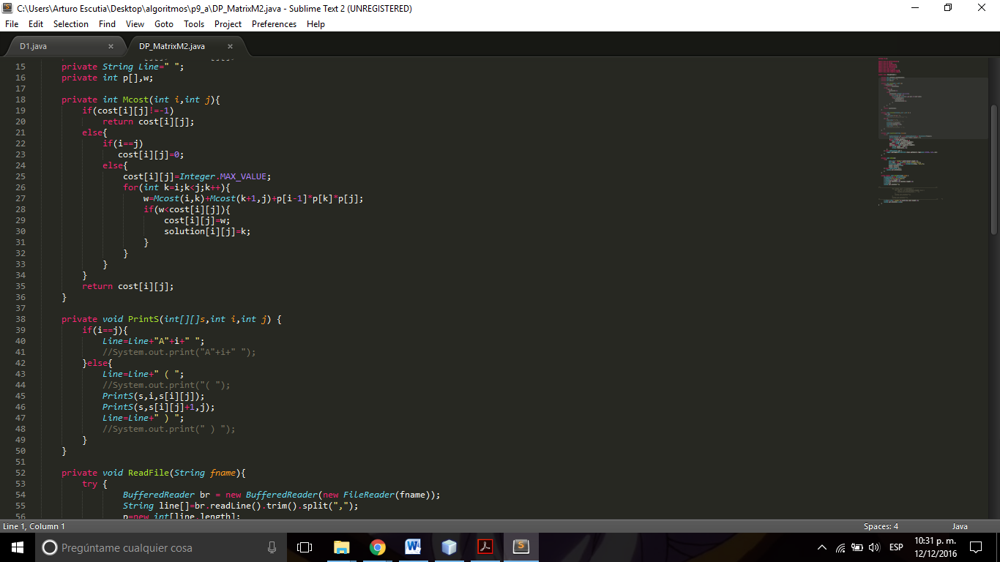 C:\Users\Arturo Escutia\Desktop\algoritmos\p9_a\DP_MatrixM2.java - Sublime Text 2 (UNREGISTERED)
File Edit Selection Find View Goto Tools Project Preferences Help
D1.java × DP_MatrixM2.java ×
15 private String Line=" ";
16 private int p[],w;
17
18 private int Mcost(int i,int j){
19 if(cost[i][j]!=-1)
20 return cost[i][j];
21 else{
22 if(i==j)
23 cost[i][j]=0;
24 else{
25 cost[i][j]=Integer.MAX_VALUE;
26 for(int k=i;k<j;k++){
27 w=Mcost(i,k)+Mcost(k+1,j)+p[i-1]*p[k]*p[j];
28 if(w<cost[i][j]){
29 cost[i][j]=w;
30 solution[i][j]=k;
31 }
32 }
33 }
34 }
35 return cost[i][j];
36 }
37
38 private void PrintS(int[][]s,int i,int j) {
39 if(i==j){
40 Line=Line+"A"+i+" ";
41 //System.out.print("A"+i+" ");
42 }else{
43 Line=Line+" ( ";
44 //System.out.print("( ");
45 PrintS(s,i,s[i][j]);
46 PrintS(s,s[i][j]+1,j);
47 Line=Line+" ) ";
48 //System.out.print(" ) ");
49 }
50 }
51
52 private void ReadFile(String fname){
53 try {
54 BufferedReader br = new BufferedReader(new FileReader(fname));
55 String line[]=br.readLine().trim().split(",");
56 p=new int[line.length];
Line 1, Column 1 Spaces: 4 Java
Pregúntame cualquier cosa ESP 10:31 p. m.
12/12/2016